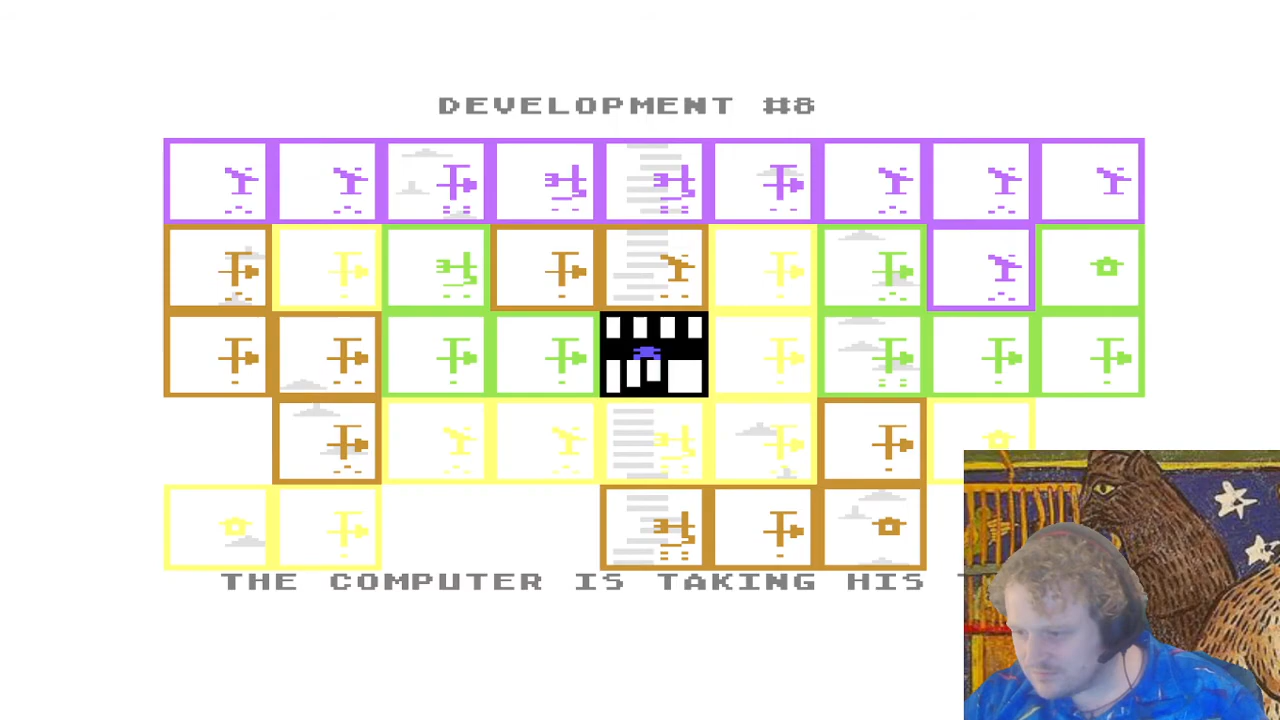 DEVELOPMENT #8
THE COMPUTER IS TAKING HIS